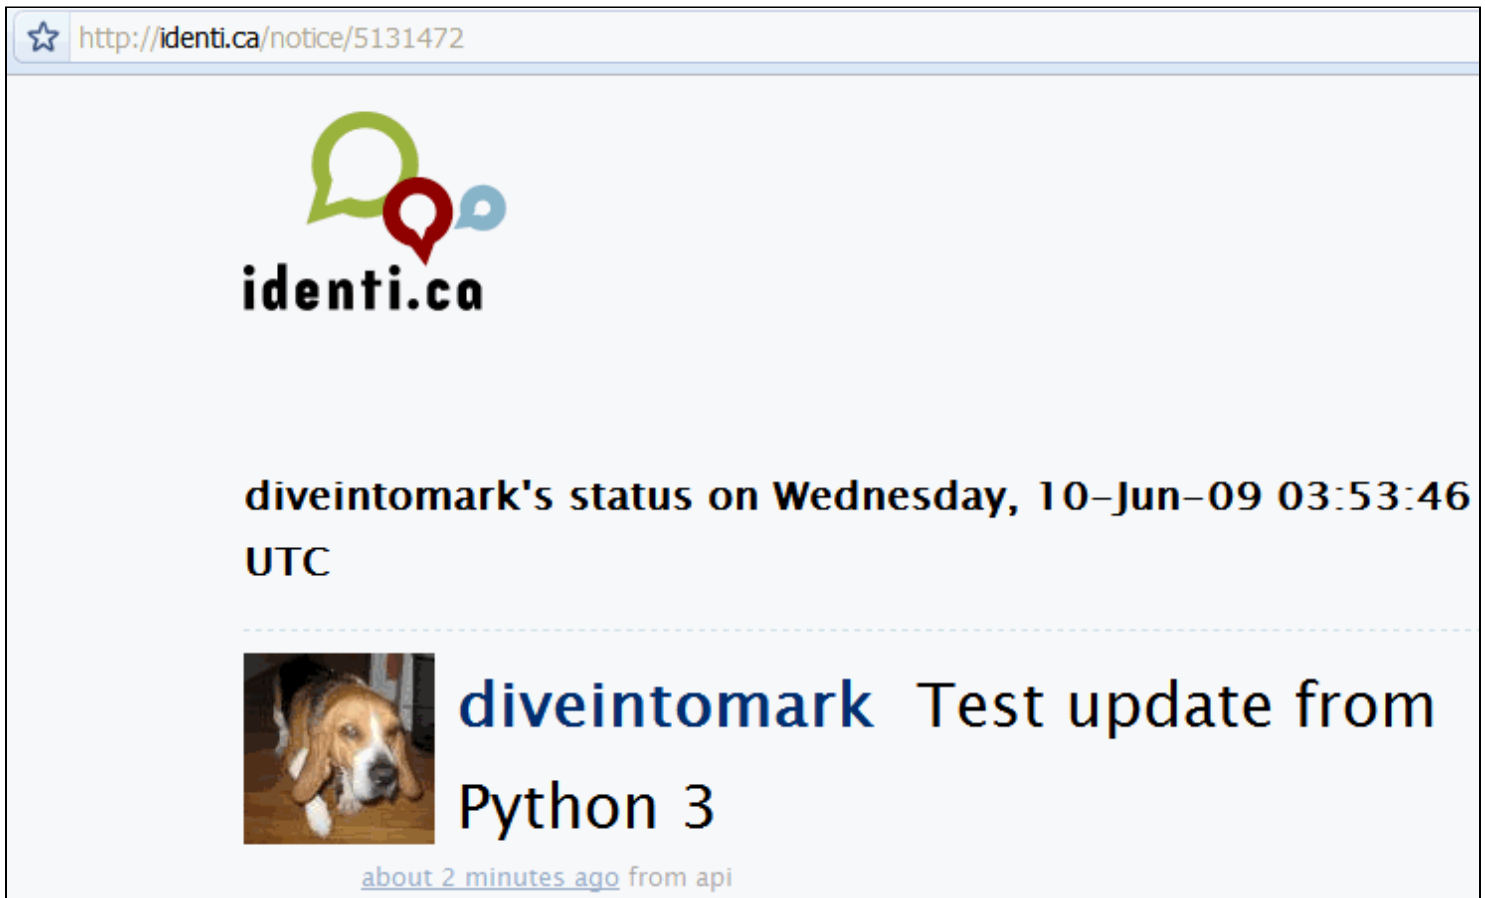 http://identi.ca/notice/5131472
identi.ca
diveintomark's status on Wednesday, 10-Jun-09 03:53:46
UTC
diveintomark Test update from
Python 3
about 2 minutes ago from api